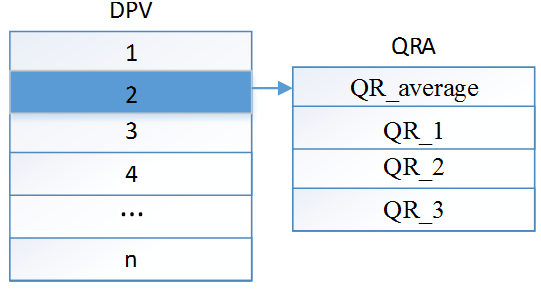 DPV
1
2
3
4
...
n
QRA
QR_average
QR_1
QR_2
QR_3